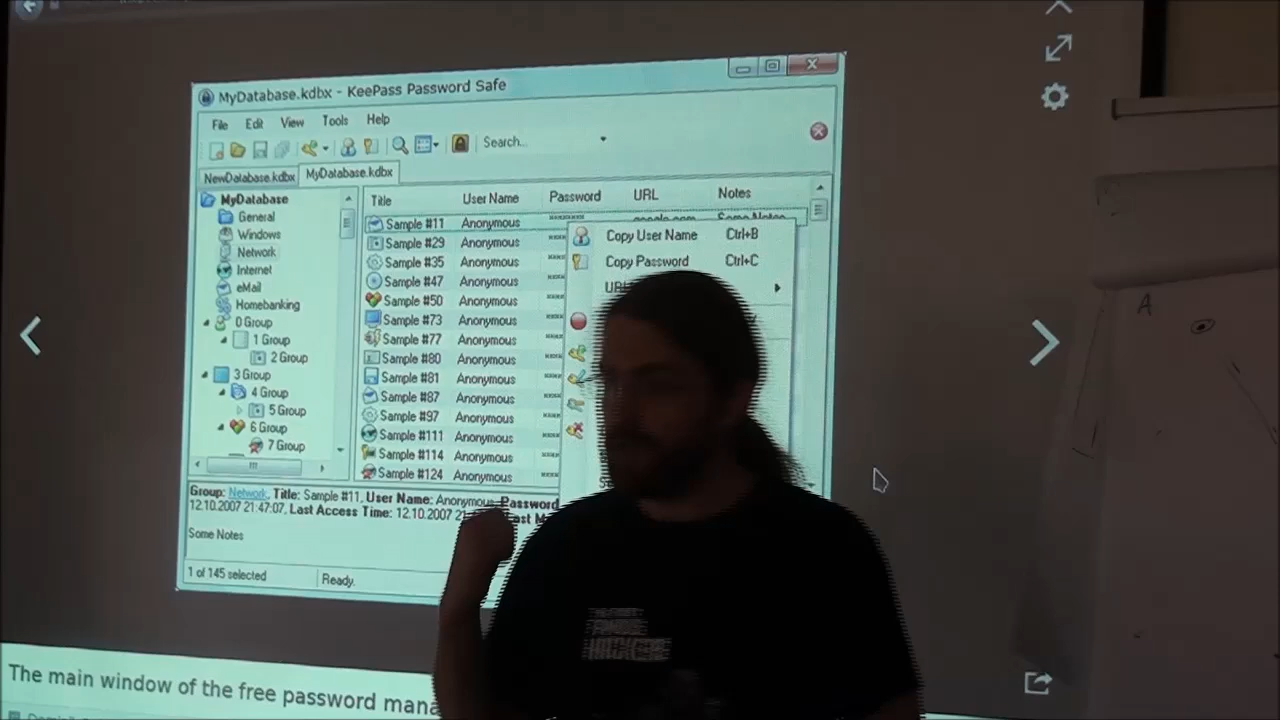 MyDatabase.kdbx - KeePass Password Safe
File Edit View Tools Help
Search...
NewDatabase.kdbx MyDatabase.kdbx
MyDatabase
General
Windows
Network
Internet
eMail
Homebanking
0 Group
1 Group
2 Group
3 Group
4 Group
5 Group
6 Group
7 Group
Title User Name Password URL Notes
Sample #11 Anonymous ******** google.com Some Notes
Sample #29 Anonymous
Sample #35 Anonymous
Sample #47 Anonymous
Sample #50 Anonymous
Sample #73 Anonymous
Sample #77 Anonymous
Sample #80 Anonymous
Sample #81 Anonymous
Sample #87 Anonymous
Sample #97 Anonymous
Sample #111 Anonymous
Sample #114 Anonymous
Sample #124 Anonymous
Copy User Name Ctrl+B
Copy Password Ctrl+C
Group: Network, Title: Sample #11, User Name: Anonymous, Password
12.10.2007 21:47:07, Last Access Time: 12.10.2007
Some Notes
1 of 145 selected Ready.
The main window of the free password
A